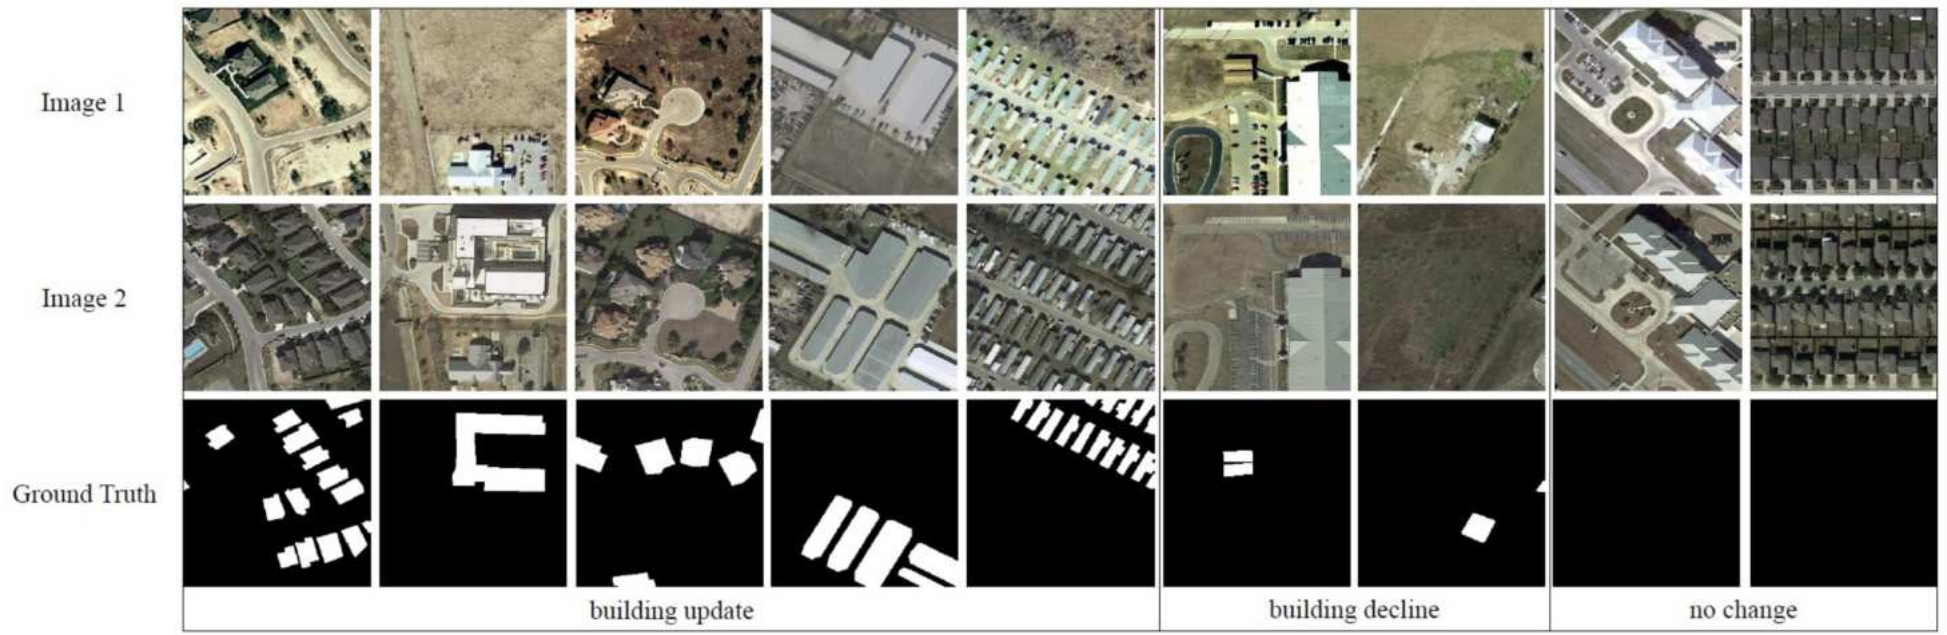 Image 1
Image 2
Ground Truth
building update
building decline
no change